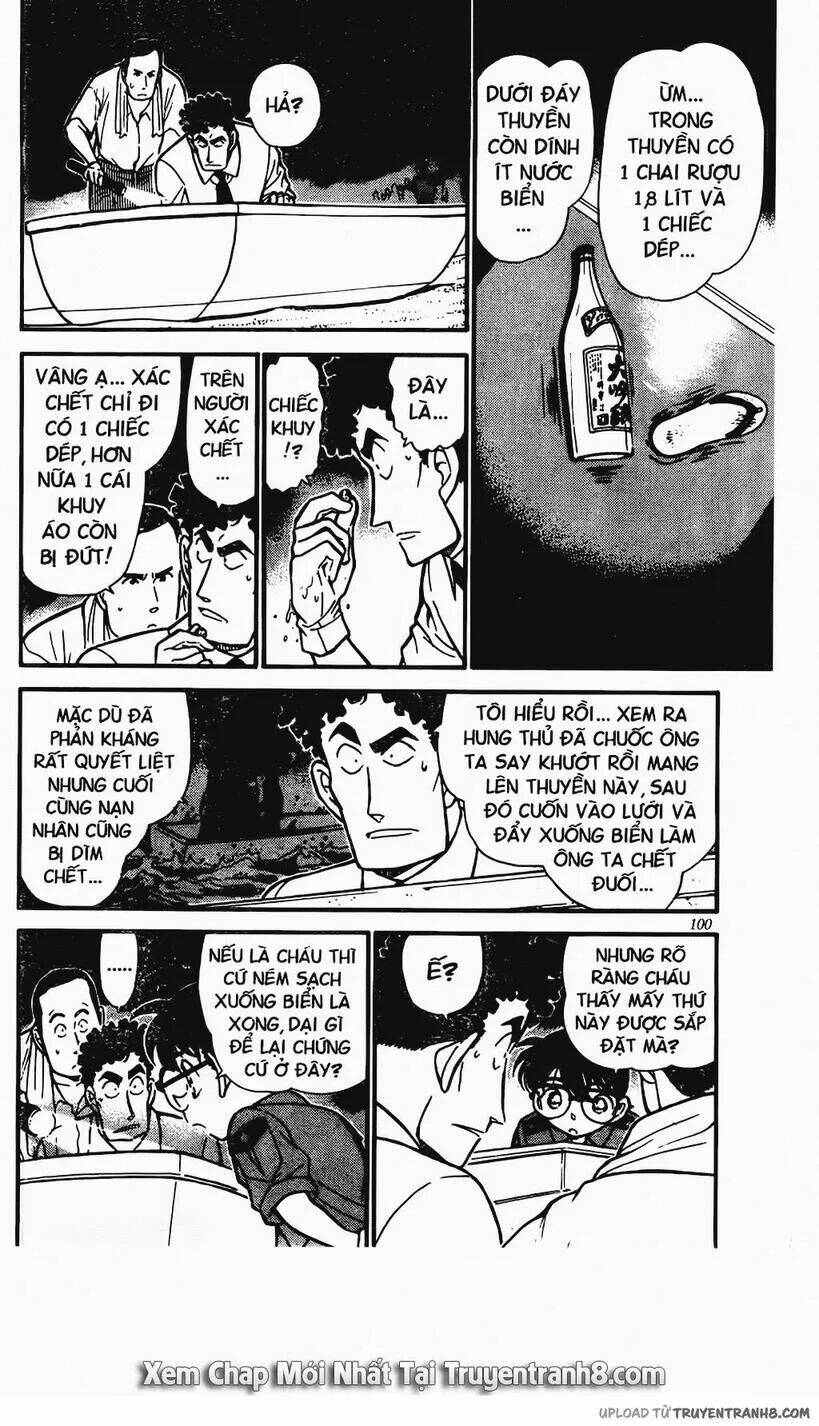 ỪM...
TRONG
THUYỀN CÓ
1 CHAI RƯỢU
1,8 LÍT VÀ
1 CHIẾC
DÉP...
DƯỚI ĐÁY
THUYỀN
CÒN DÍNH
ÍT NƯỚC
BIỂN
...
大吟醸
HẢ?
ĐÂY
LÀ...
CHIẾC
KHUY
!?
TRÊN
NGƯỜI
XÁC
CHẾT
...
VÂNG Ạ... XÁC
CHẾT CHỈ ĐI
CÓ 1 CHIẾC
DÉP, HƠN
NỮA 1 CÁI
KHUY
ÁO CÒN
BỊ ĐỨT!
TÔI HIỂU RỒI... XEM RA
HUNG THỦ ĐÃ CHUỐC ÔNG
TA SAY KHƯỚT RỒI MANG
LÊN THUYỀN NÀY, SAU
ĐÓ CUỐN VÀO LƯỚI VÀ
ĐẨY XUỐNG BIỂN LÀM
ÔNG TA CHẾT
ĐUỐI...
MẶC DÙ ĐÃ
PHẢN KHÁNG
RẤT QUYẾT LIỆT
NHƯNG CUỐI
CÙNG NẠN
NHÂN CŨNG
BỊ DÌM
CHẾT...
100
NHƯNG RÕ
RÀNG CHÁU
THẤY MẤY THỨ
NÀY ĐƯỢC SẮP
ĐẶT MÀ?
Ế?
NẾU LÀ CHÁU THÌ
CỨ NÉM SẠCH
XUỐNG BIỂN LÀ
XONG, DẠI GÌ
ĐỂ LẠI CHỨNG
CỨ Ở ĐÂY?
.....
Xem Chap Mới Nhất Tại Truyentranh8.com
UPLOAD TỪ TRUYENTRANH8.COM